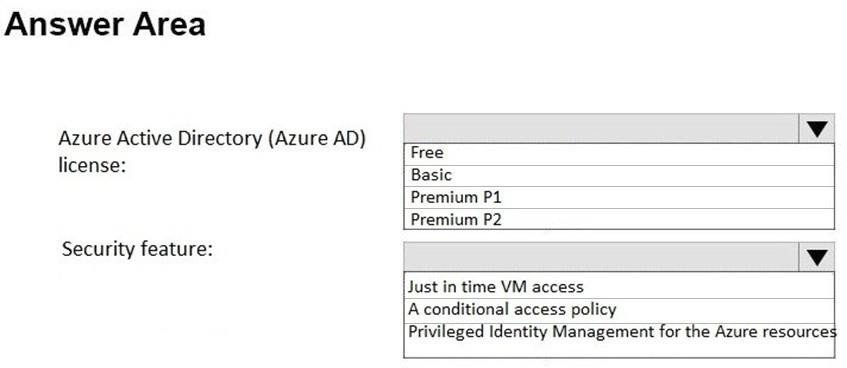 Answer Area
Azure Active Directory (Azure AD)
license:
Free
Basic
Premium P1
Premium P2
Security feature:
Just in time VM access
A conditional access policy
Privileged Identity Management for the Azure resources